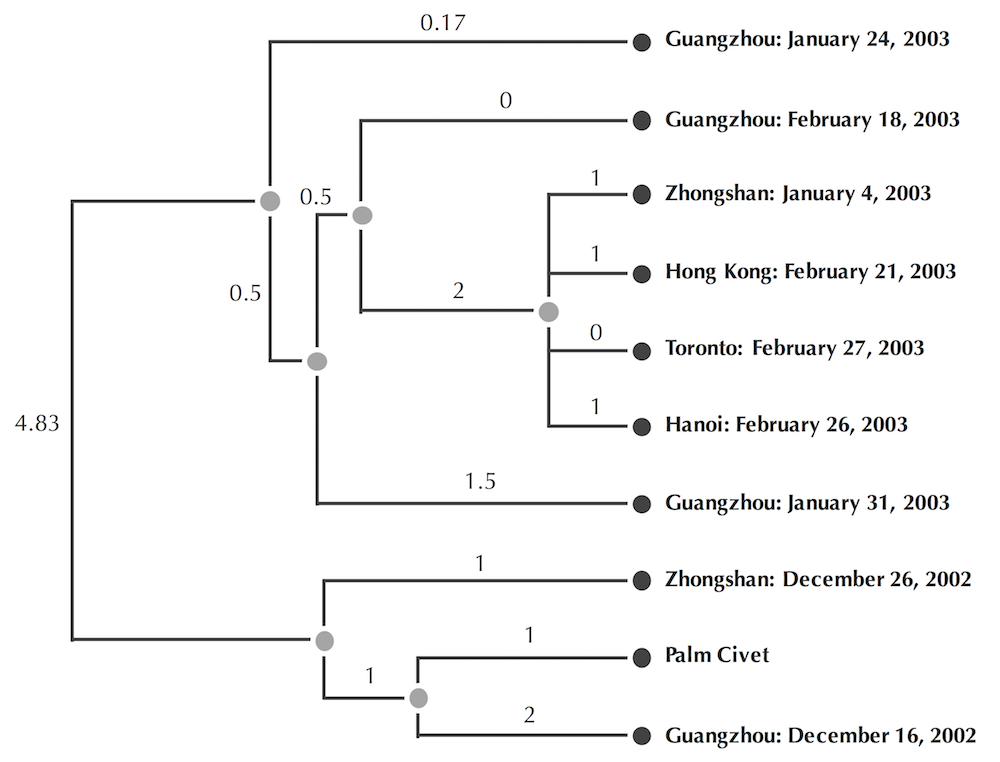 0.17
Guangzhou: January 24, 2003
0
Guangzhou: February 18, 2003
1
Zhongshan: January 4, 2003
0.5
1
Hong Kong: February 21, 2003
0.5
2
0
Toronto: February 27, 2003
1
Hanoi: February 26, 2003
4.83
1.5
Guangzhou: January 31, 2003
1
Zhongshan: December 26, 2002
1
Palm Civet
1
2
Guangzhou: December 16, 2002